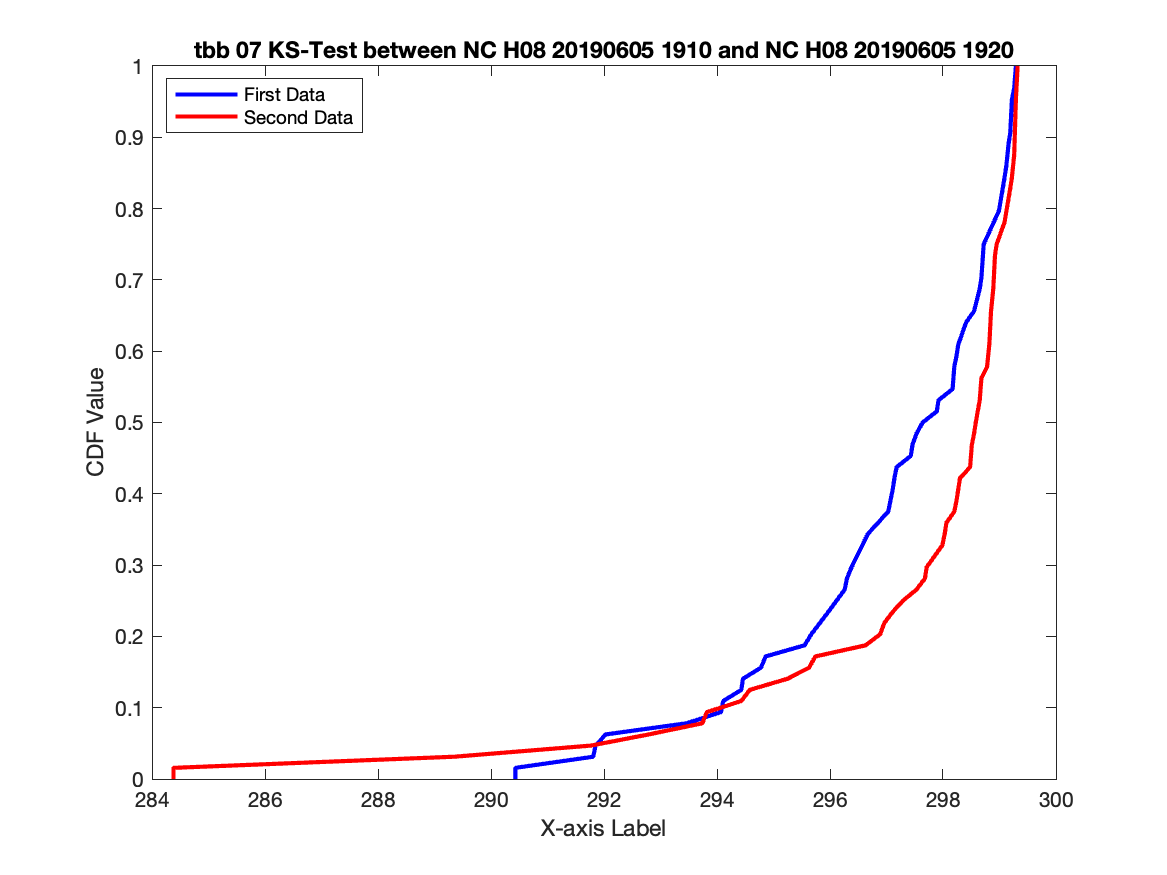 tbb 07 KS-Test between NC H08 20190605 1910 and NC H08 20190605 1920
First Data
Second Data
1
0.9
0.8
0.7
0.6
0.5
0.4
0.3
0.2
0.1
0
CDF Value
284 286 288 290 292 294 296 298 300
X-axis Label